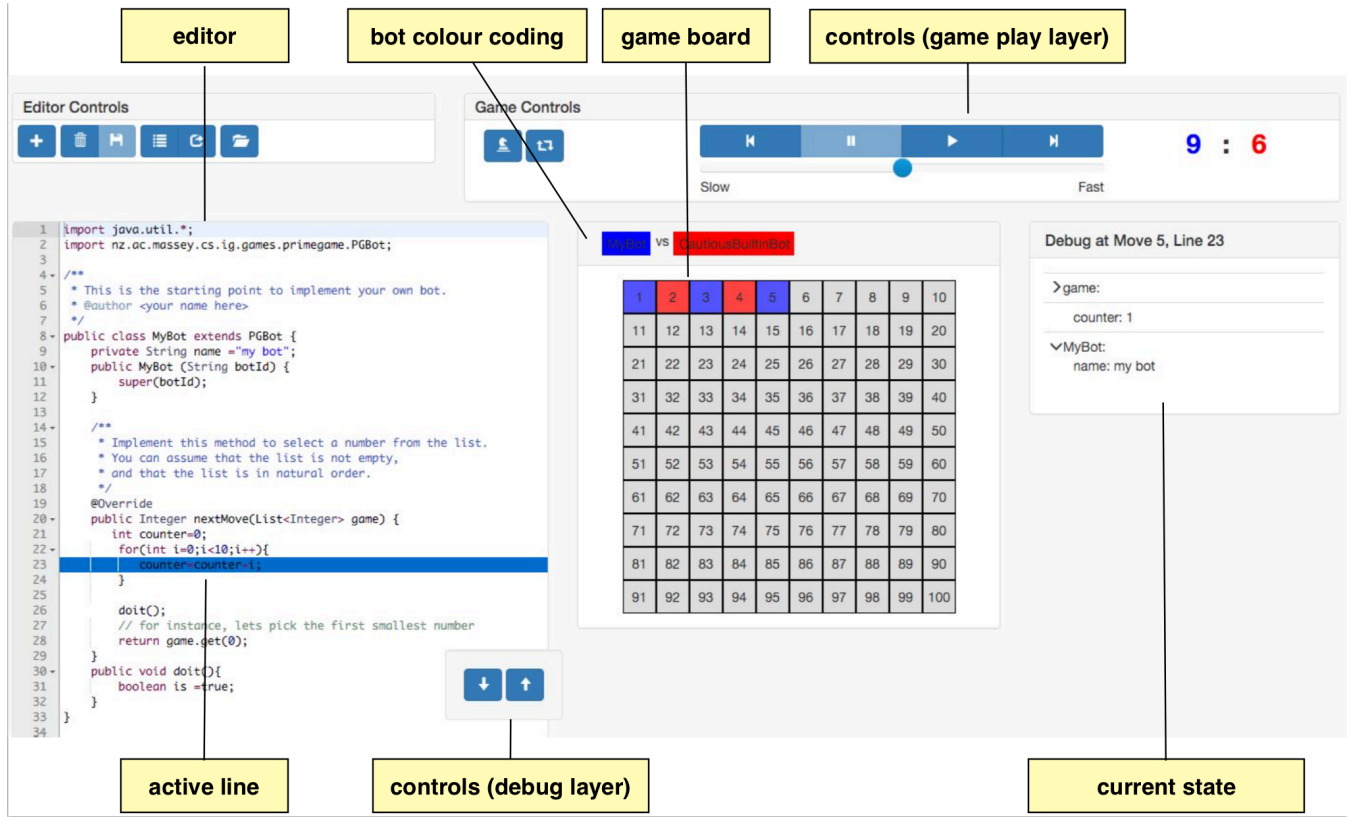 editor
bot colour coding
game board
controls (game play layer)
Editor Controls
Game Controls
9 : 6
Slow
Fast
1 import java.util.*;
2 import nz.ac.massey.cs.ig.games.primegame.PGBot;
3
4 /**
5 * This is the starting point to implement your own bot.
6 * @author <your name here>
7 */
8 public class MyBot extends PGBot {
9 private String name ="my bot";
10 public MyBot (String botId) {
11 super(botId);
12 }
13
14 /**
15 * Implement this method to select a number from the list.
16 * You can assume that the list is not empty,
17 * and that the list is in natural order.
18 */
19 @Override
20 public Integer nextMove(List<Integer> game) {
21 int counter=0;
22 for(int i=0;i<10;i++){
23 counter=counter+i;
24 }
25
26 doit();
27 // for instance, lets pick the first smallest number
28 return game.get(0);
29 }
30 public void doit(){
31 boolean is =true;
32 }
33 }
34
MyBot vs CautiousBuiltinBot
1 2 3 4 5 6 7 8 9 10
11 12 13 14 15 16 17 18 19 20
21 22 23 24 25 26 27 28 29 30
31 32 33 34 35 36 37 38 39 40
41 42 43 44 45 46 47 48 49 50
51 52 53 54 55 56 57 58 59 60
61 62 63 64 65 66 67 68 69 70
71 72 73 74 75 76 77 78 79 80
81 82 83 84 85 86 87 88 89 90
91 92 93 94 95 96 97 98 99 100
Debug at Move 5, Line 23
game:
counter: 1
MyBot:
name: my bot
active line
controls (debug layer)
current state